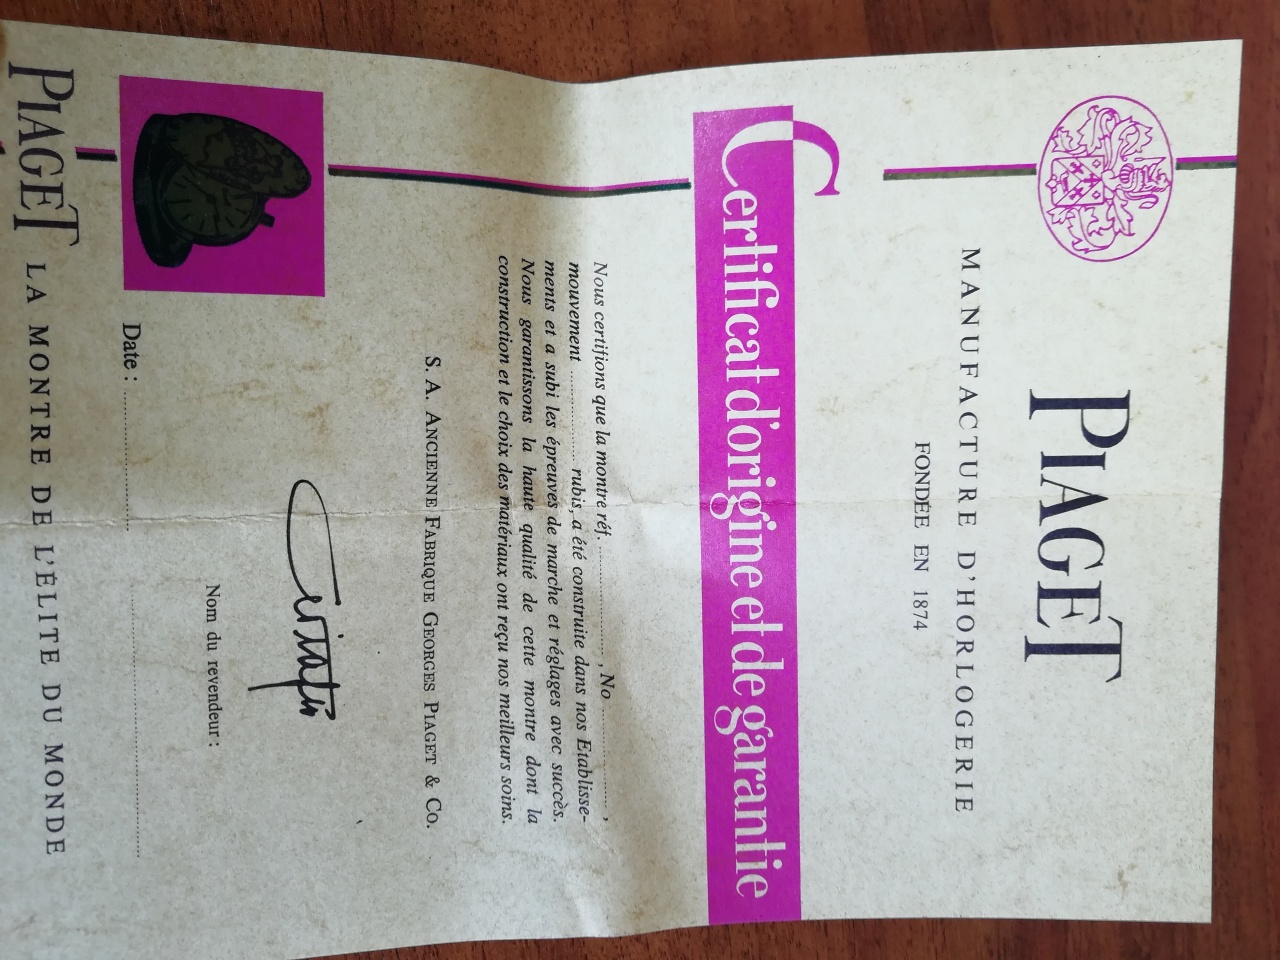 PIAGET
MANUFACTURE D'HORLOGERIE
FONDÉE EN 1874
Certificat d'origine et de garantie
Nous certifions que la montre réf. .................... , No .................... ,
mouvement .................... rubis, a été construite dans nos Etablisse-
ments et a subi les épreuves de marche et réglages avec succès.
Nous garantissons la haute qualité de cette montre dont la
construction et le choix des matériaux ont reçu nos meilleurs soins.
S. A. ANCIENNE FABRIQUE GEORGES PIAGET & CO.
Nom du revendeur :
Date : ....................
PIAGET LA MONTRE DE L'ÉLITE DU MONDE